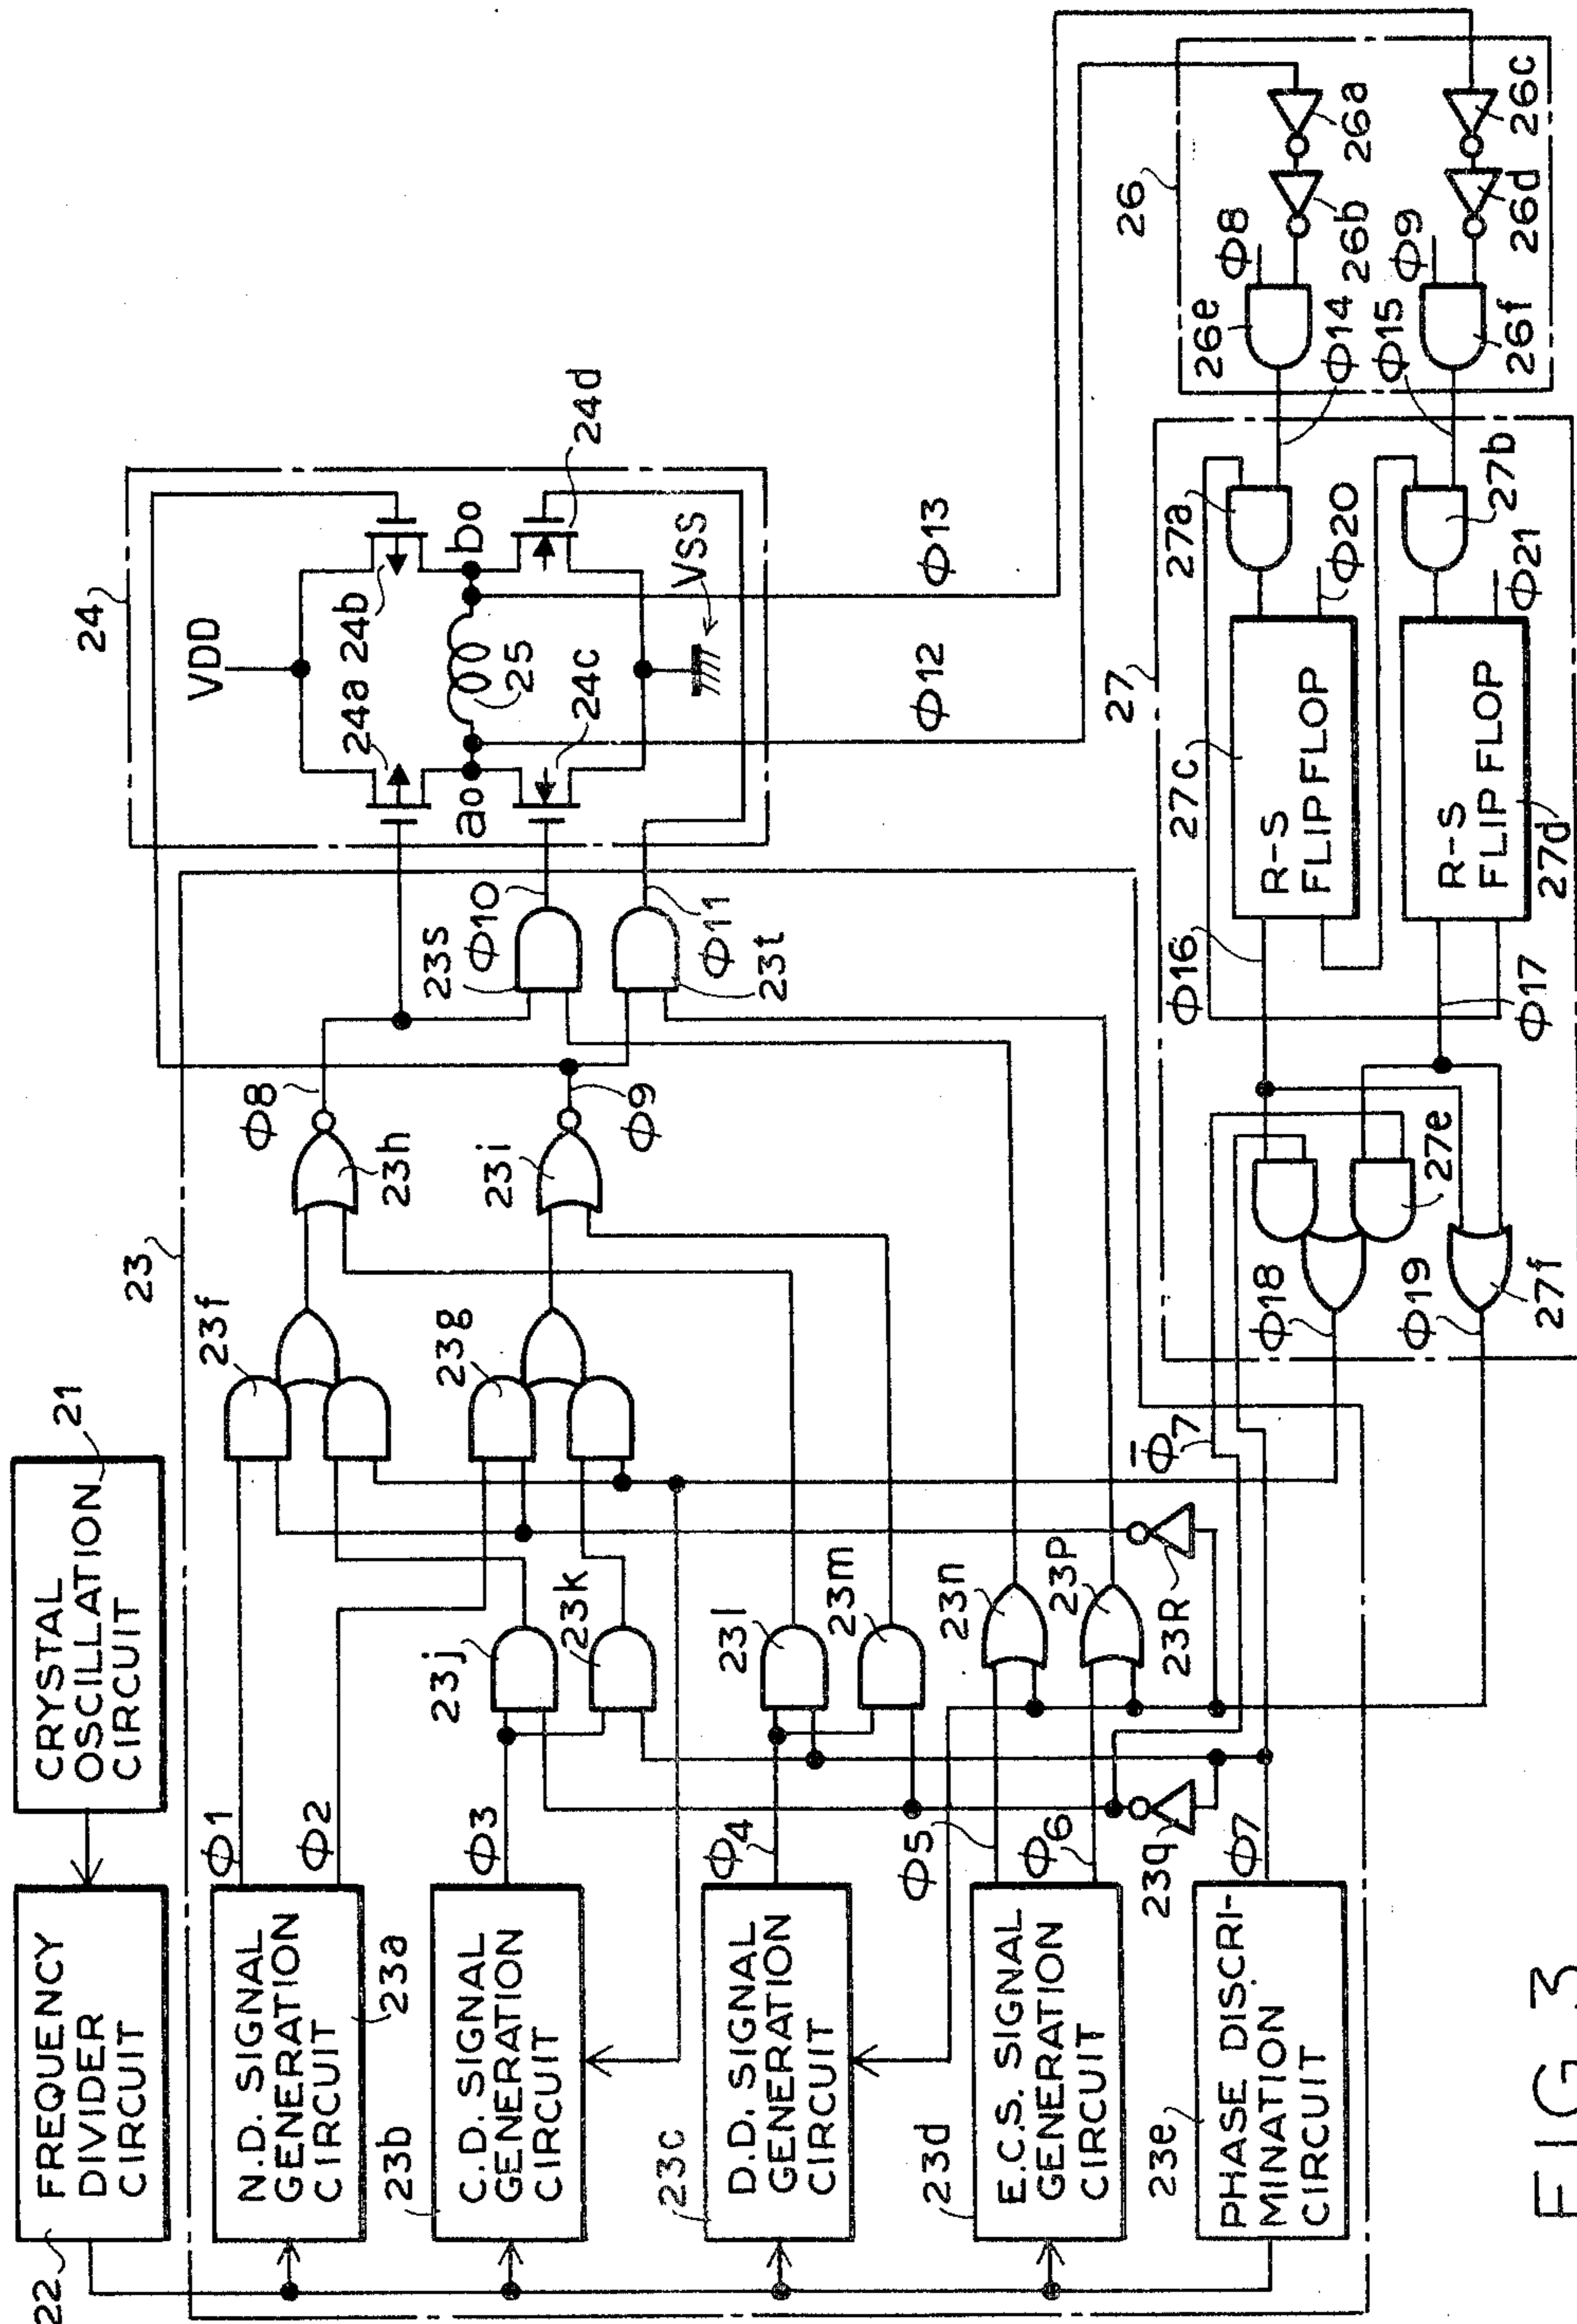 CRYSTAL
OSCILLATION
CIRCUIT
21
FREQUENCY
DIVIDER
CIRCUIT
22
23
N.D. SIGNAL
GENERATION
CIRCUIT
23a
C.D. SIGNAL
GENERATION
CIRCUIT
23b
D.D. SIGNAL
GENERATION
CIRCUIT
23c
E.C.S. SIGNAL
GENERATION
CIRCUIT
23d
PHASE DISCRI-
MINATION
CIRCUIT
23e
Φ1
Φ2
Φ3
Φ4
Φ5
Φ6
Φ7
Φ̄7
23f
23g
23h
23i
23j
23k
23l
23m
23n
23P
23q
23R
23s
23t
Φ8
Φ9
Φ10
Φ11
24
VDD
24a
24b
24c
24d
a0
b0
25
VSS
Φ12
Φ13
26
26a
26b
26c
26d
26e
26f
Φ8
Φ9
Φ14
Φ15
27
27a
27b
27c
27d
27e
27f
R-S
FLIP FLOP
R-S
FLIP FLOP
Φ16
Φ17
Φ18
Φ19
Φ20
Φ21
FIG.3